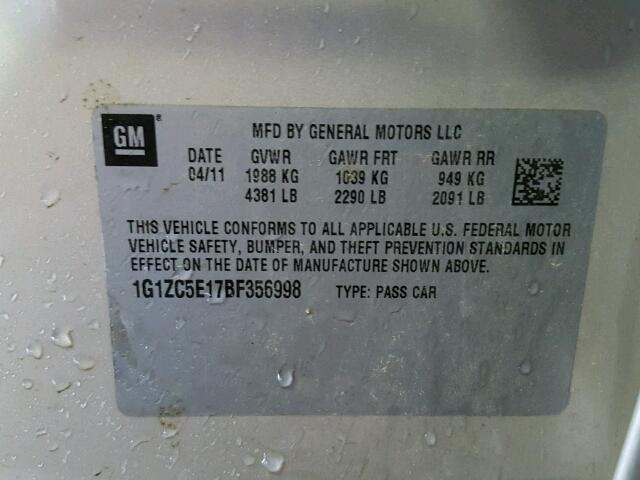 GM ®
MFD BY GENERAL MOTORS LLC
DATE GVWR GAWR FRT GAWR RR
04/11 1988 KG 1039 KG 949 KG
4381 LB 2290 LB 2091 LB
THIS VEHICLE CONFORMS TO ALL APPLICABLE U.S. FEDERAL MOTOR
VEHICLE SAFETY, BUMPER, AND THEFT PREVENTION STANDARDS IN
EFFECT ON THE DATE OF MANUFACTURE SHOWN ABOVE.
1G1ZC5E17BF356998 TYPE: PASS CAR